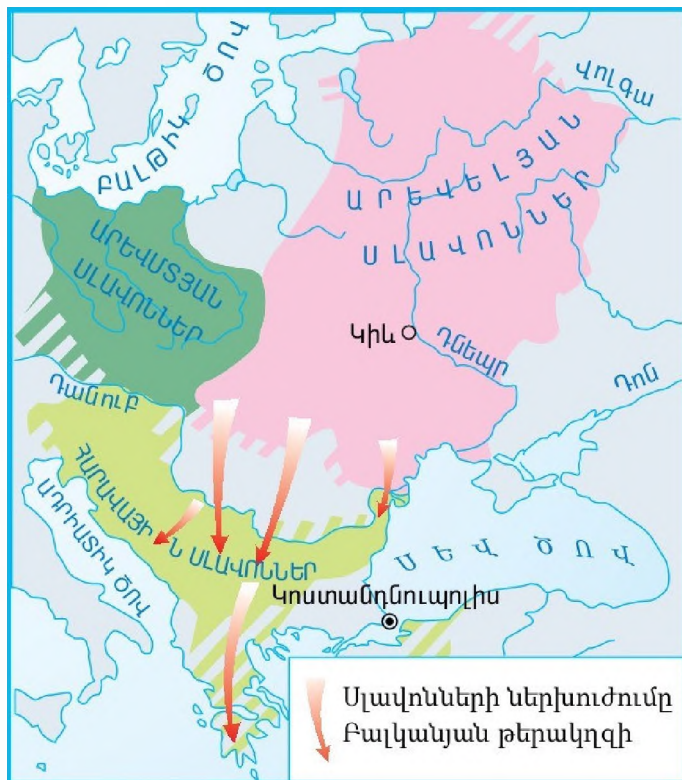 ԲԱԼԹԻԿ ԾՈՎ
ՎՈԼԳԱ
ԱՐԵՎԵԼՅԱՆ
ՍԼԱՎՈՆՆԵՐ
ԱՐԵՎՄՏՅԱՆ
ՍԼԱՎՈՆՆԵՐ
Կիև
Դնեպր
Դոն
Դանուբ
ՀԱՐԱՎԱՅԻՆ ՍԼԱՎՈՆՆԵՐ
ԱԴՐԻԱՏԻԿ ԾՈՎ
ՍԵՎ ԾՈՎ
Կոստանդնուպոլիս
Սլավոնների ներխուժումը
Բալկանյան թերակղզի